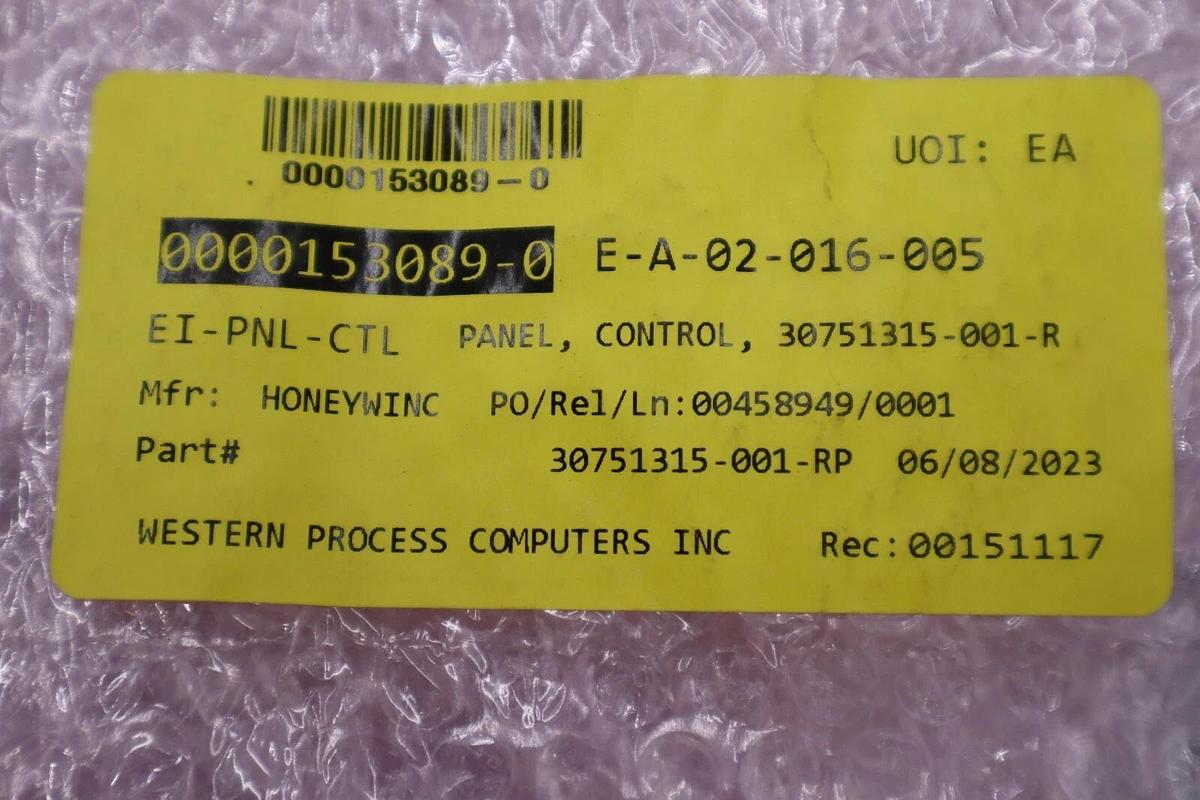 0000153089-0
UOI: EA
0000153089-0 E-A-02-016-005
EI-PNL-CTL PANEL, CONTROL, 30751315-001-R
Mfr: HONEYWINC PO/Rel/Ln:00458949/0001
Part# 30751315-001-RP 06/08/2023
WESTERN PROCESS COMPUTERS INC Rec:00151117